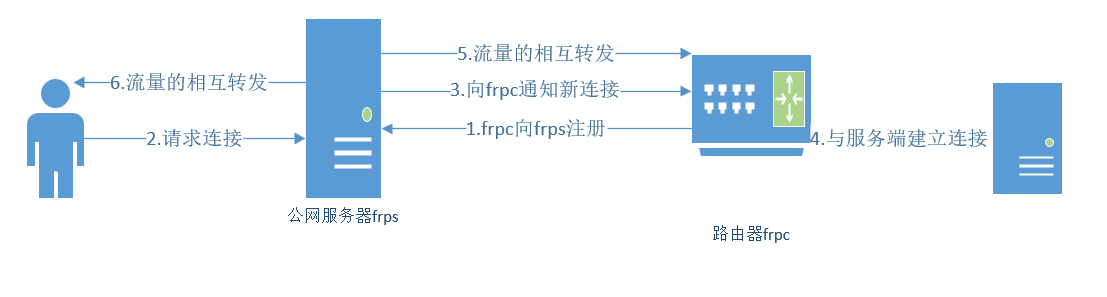 5.流量的相互转发
6.流量的相互转发
3.向frpc通知新连接
1.frpc向frps注册
2.请求连接
4.与服务端建立连接
公网服务器frps
路由器frpc